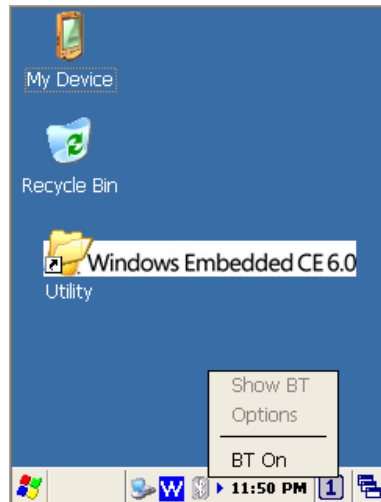 My Device
Recycle Bin
Windows Embedded CE 6.0
Utility
Show BT
Options
BT On
W
11:50 PM
1